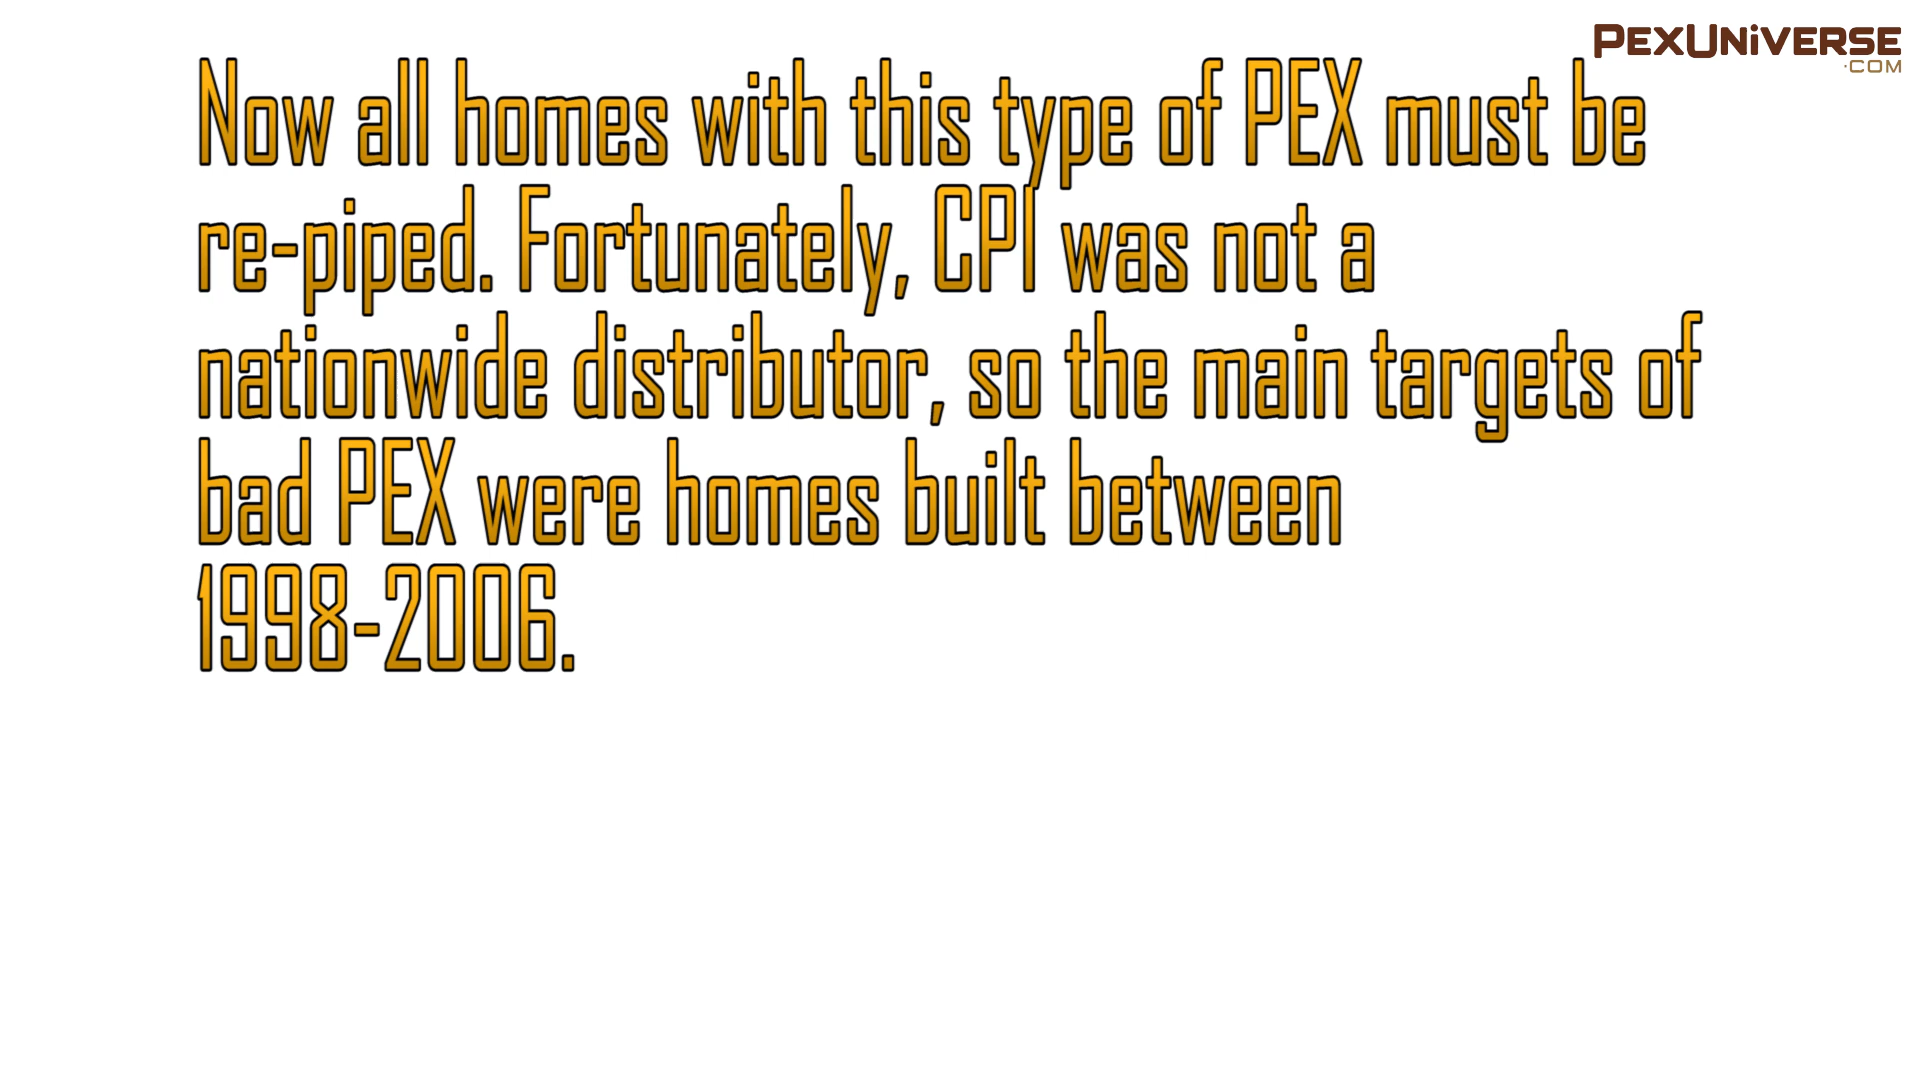 PEXUNiVERSE
.COM
Now all homes with this type of PEX must be
re-piped. Fortunately, CPI was not a
nationwide distributor, so the main targets of
bad PEX were homes built between
1998-2006.